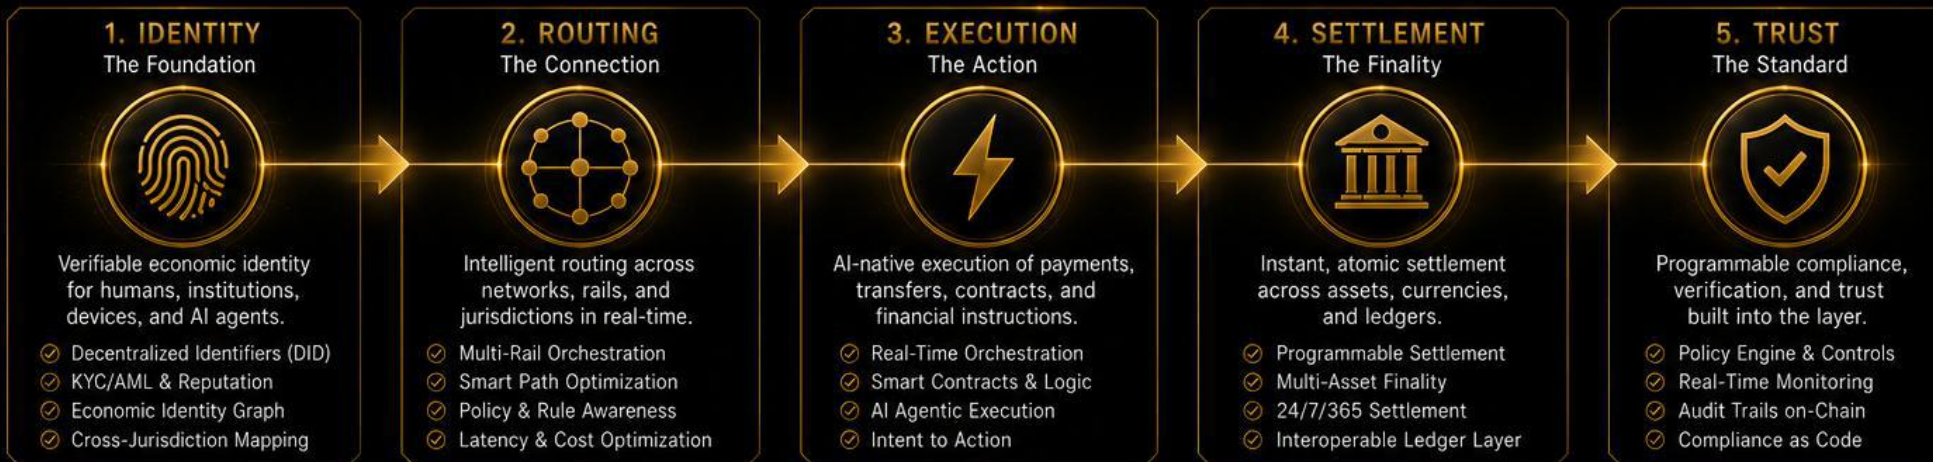 1. IDENTITY
The Foundation
Verifiable economic identity
for humans, institutions,
devices, and AI agents.
Decentralized Identifiers (DID)
KYC/AML & Reputation
Economic Identity Graph
Cross-Jurisdiction Mapping
2. ROUTING
The Connection
Intelligent routing across
networks, rails, and
jurisdictions in real-time.
Multi-Rail Orchestration
Smart Path Optimization
Policy & Rule Awareness
Latency & Cost Optimization
3. EXECUTION
The Action
AI-native execution of payments,
transfers, contracts, and
financial instructions.
Real-Time Orchestration
Smart Contracts & Logic
AI Agentic Execution
Intent to Action
4. SETTLEMENT
The Finality
Instant, atomic settlement
across assets, currencies,
and ledgers.
Programmable Settlement
Multi-Asset Finality
24/7/365 Settlement
Interoperable Ledger Layer
5. TRUST
The Standard
Programmable compliance,
verification, and trust
built into the layer.
Policy Engine & Controls
Real-Time Monitoring
Audit Trails on-Chain
Compliance as Code